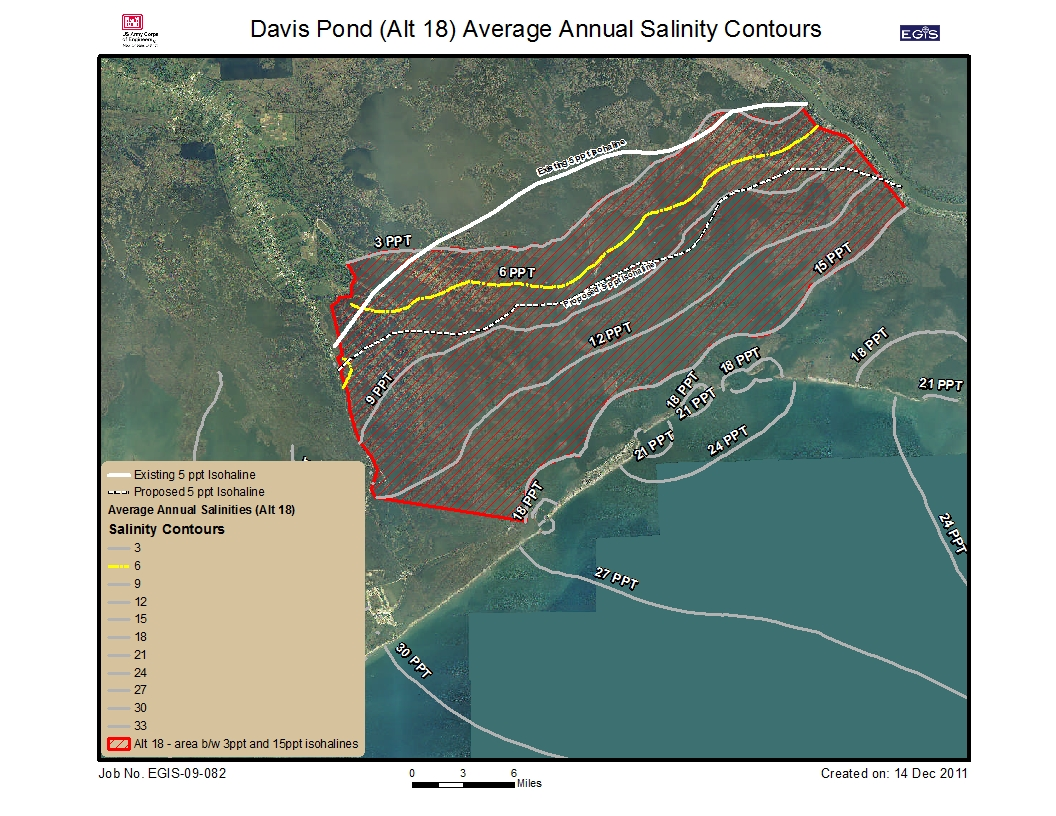 US Army Corps
of Engineers
Davis Pond (Alt 18) Average Annual Salinity Contours
EGIS
Existing 5 ppt Isohaline
3 PPT
6 PPT
Proposed 5 ppt Isohaline
15 PPT
12 PPT
9 PPT
18 PPT
18 PPT
21 PPT
18 PPT
21 PPT
21 PPT
24 PPT
18 PPT
24 PPT
27 PPT
30 PPT
Existing 5 ppt Isohaline
Proposed 5 ppt Isohaline
Average Annual Salinities (Alt 18)
Salinity Contours
3
6
9
12
15
18
21
24
27
30
33
Alt 18 - area b/w 3ppt and 15ppt isohalines
Job No. EGIS-09-082
0 3 6
Miles
Created on: 14 Dec 2011